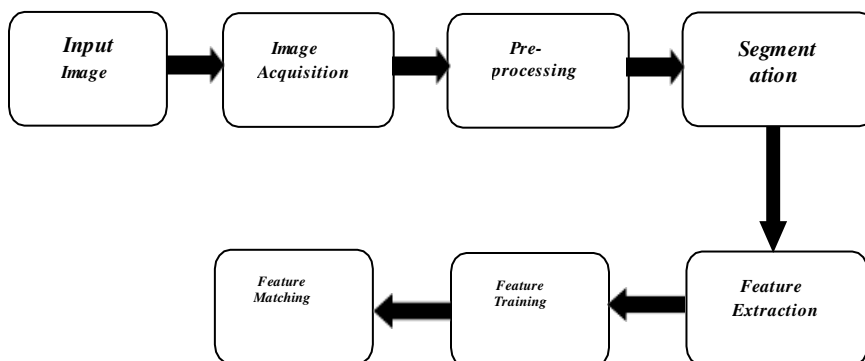 Input
Image
Image
Acquisition
Pre-
processing
Segment
ation
Feature
Extraction
Feature
Training
Feature
Matching